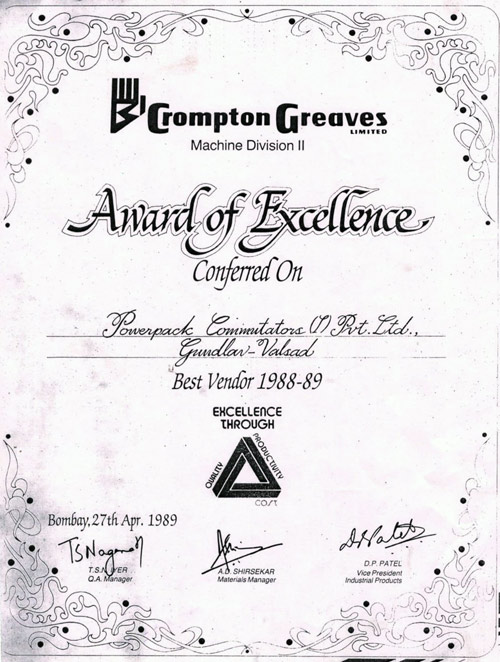 Crompton Greaves
LIMITED
Machine Division II
Award of Excellence
Conferred On
Powerpack Commutators (I) Pvt. Ltd.,
Gundlav-Valsad
Best Vendor 1988-89
EXCELLENCE
THROUGH
QUALITY
PRODUCTIVITY
COST
Bombay, 27th Apr. 1989
T.S. NAYER
Q.A. Manager
A.D. SHIRSEKAR
Materials Manager
D.P. PATEL
Vice President
Industrial Products